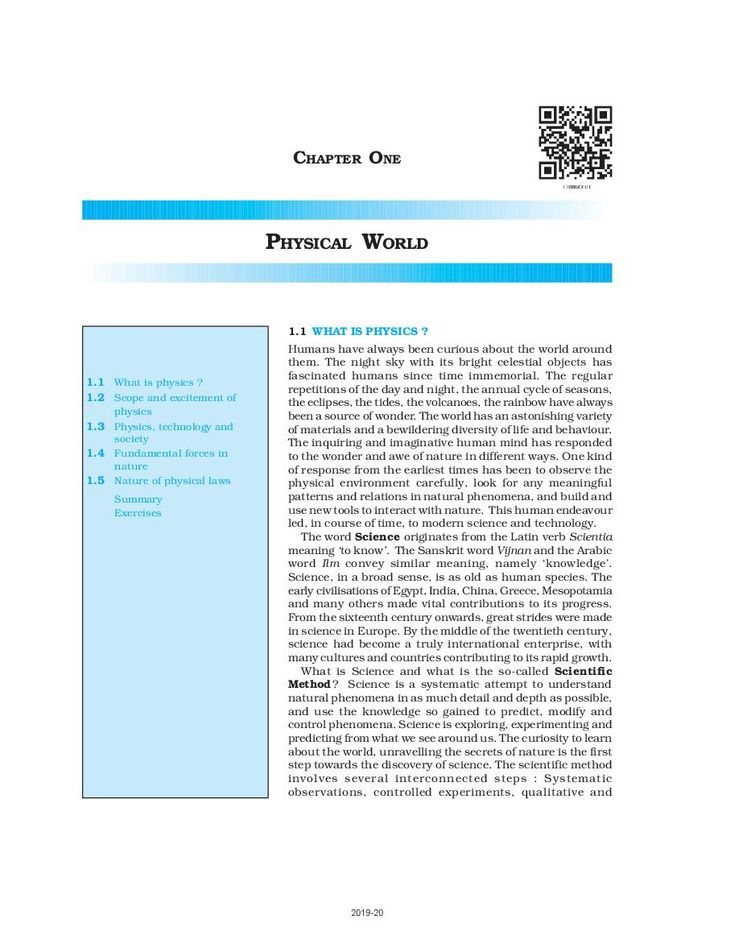 CHAPTER ONE
PHYSICAL WORLD
1.1 What is physics ?
1.2 Scope and excitement of
physics
1.3 Physics, technology and
society
1.4 Fundamental forces in
nature
1.5 Nature of physical laws
Summary
Exercises
1.1 WHAT IS PHYSICS ?
Humans have always been curious about the world around
them. The night sky with its bright celestial objects has
fascinated humans since time immemorial. The regular
repetitions of the day and night, the annual cycle of seasons,
the eclipses, the tides, the volcanoes, the rainbow have always
been a source of wonder. The world has an astonishing variety
of materials and a bewildering diversity of life and behaviour.
The inquiring and imaginative human mind has responded
to the wonder and awe of nature in different ways. One kind
of response from the earliest times has been to observe the
physical environment carefully, look for any meaningful
patterns and relations in natural phenomena, and build and
use new tools to interact with nature. This human endeavour
led, in course of time, to modern science and technology.
The word Science originates from the Latin verb Scientia
meaning ‘to know’. The Sanskrit word Vijnan and the Arabic
word Ilm convey similar meaning, namely ‘knowledge’.
Science, in a broad sense, is as old as human species. The
early civilisations of Egypt, India, China, Greece, Mesopotamia
and many others made vital contributions to its progress.
From the sixteenth century onwards, great strides were made
in science in Europe. By the middle of the twentieth century,
science had become a truly international enterprise, with
many cultures and countries contributing to its rapid growth.
What is Science and what is the so-called Scientific
Method? Science is a systematic attempt to understand
natural phenomena in as much detail and depth as possible,
and use the knowledge so gained to predict, modify and
control phenomena. Science is exploring, experimenting and
predicting from what we see around us. The curiosity to learn
about the world, unravelling the secrets of nature is the first
step towards the discovery of science. The scientific method
involves several interconnected steps : Systematic
observations, controlled experiments, qualitative and
2019-20